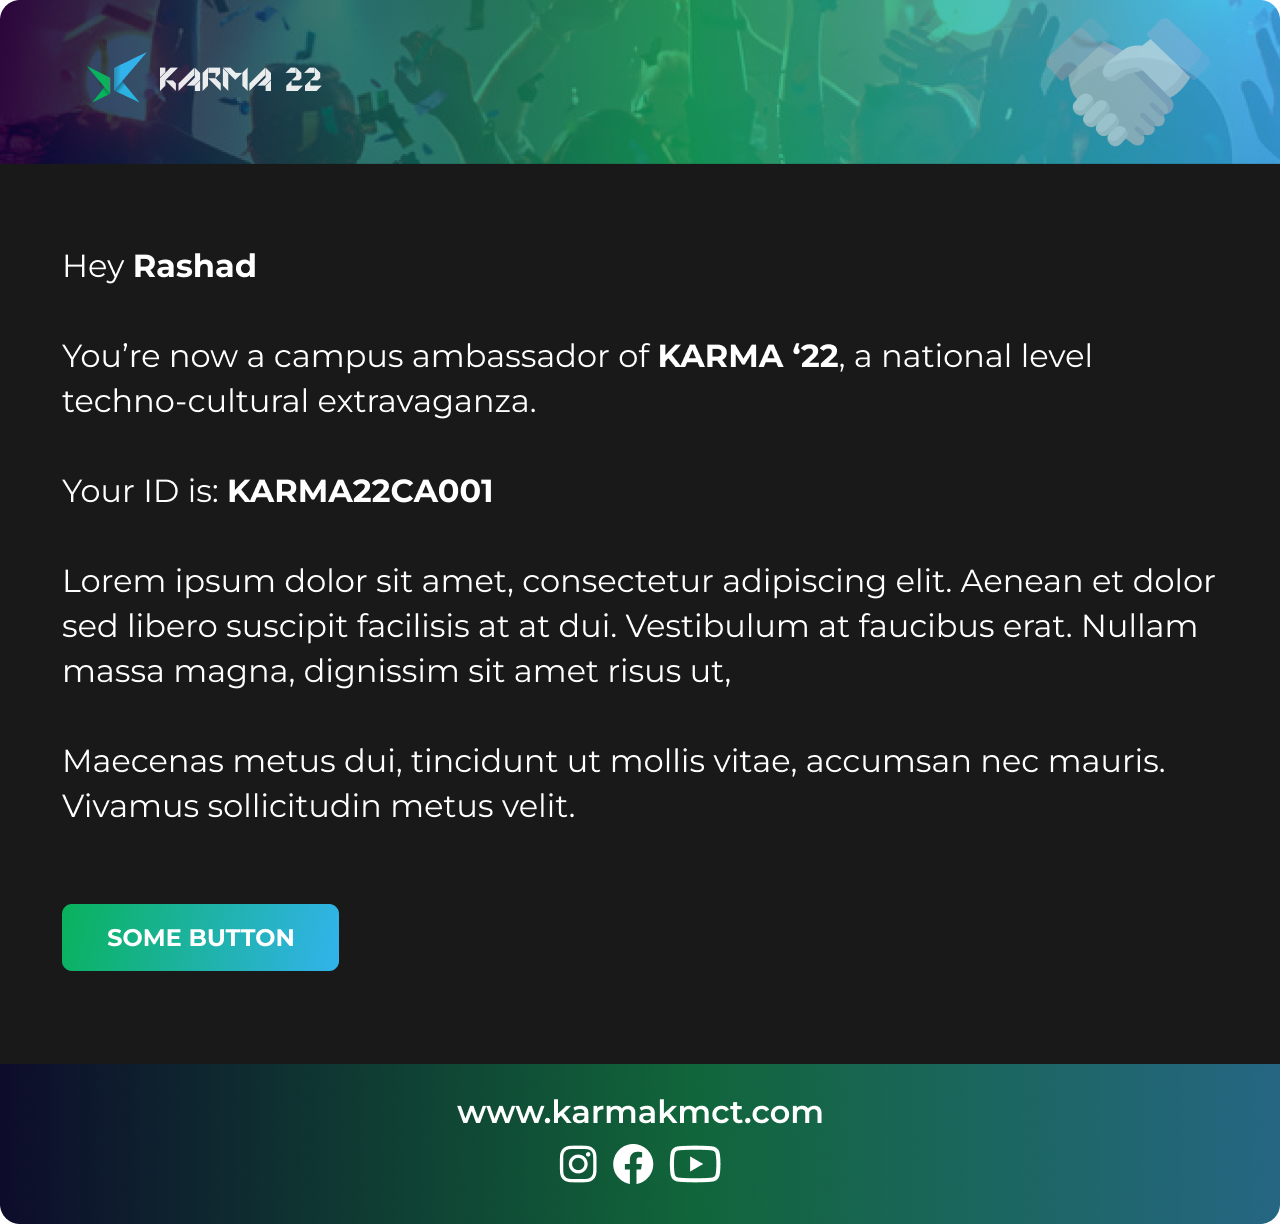 KARMA 22
Hey Rashad
You’re now a campus ambassador of KARMA ‘22, a national level
techno-cultural extravaganza.
Your ID is: KARMA22CA001
Lorem ipsum dolor sit amet, consectetur adipiscing elit. Aenean et dolor
sed libero suscipit facilisis at at dui. Vestibulum at faucibus erat. Nullam
massa magna, dignissim sit amet risus ut,
Maecenas metus dui, tincidunt ut mollis vitae, accumsan nec mauris.
Vivamus sollicitudin metus velit.
SOME BUTTON
www.karmakmct.com